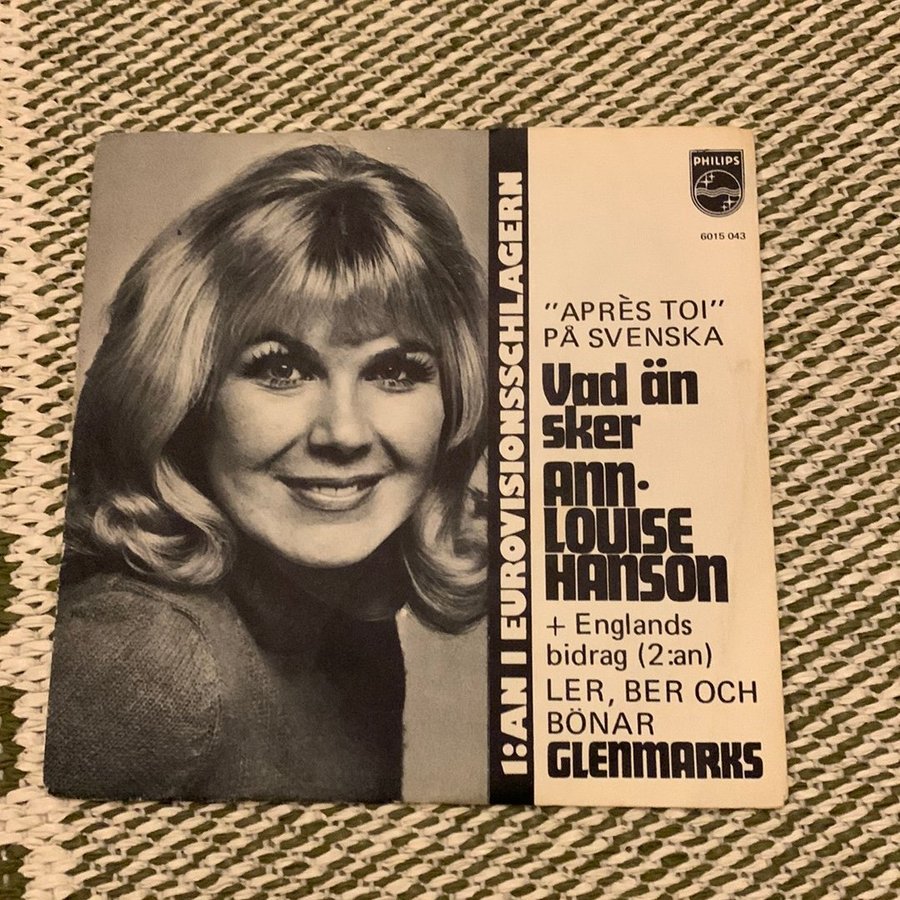 1:AN I EUROVISIONSSCHLAGERN
PHILIPS
6015 043
"APRÈS TOI"
PÅ SVENSKA
Vad än
sker
ANN-
LOUISE
HANSON
+ Englands
bidrag (2:an)
LER, BER OCH
BÖNAR
GLENMARKS